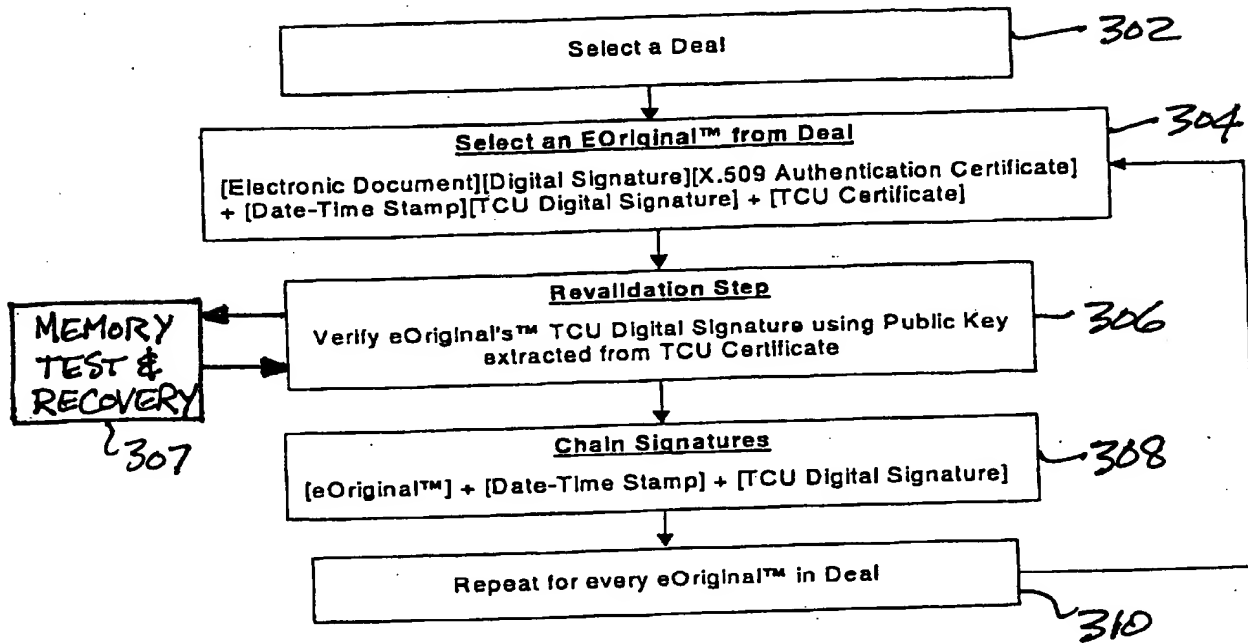 Select a Deal
302
Select an EOriginal™ from Deal
304
[Electronic Document][Digital Signature][X.509 Authentication Certificate]
+ [Date-Time Stamp][TCU Digital Signature] + [TCU Certificate]
Revalidation Step
Verify eOriginal's™ TCU Digital Signature using Public Key
extracted from TCU Certificate
306
MEMORY
TEST &
RECOVERY
307
Chain Signatures
[eOriginal™] + [Date-Time Stamp] + [TCU Digital Signature]
308
Repeat for every eOriginal™ in Deal
310